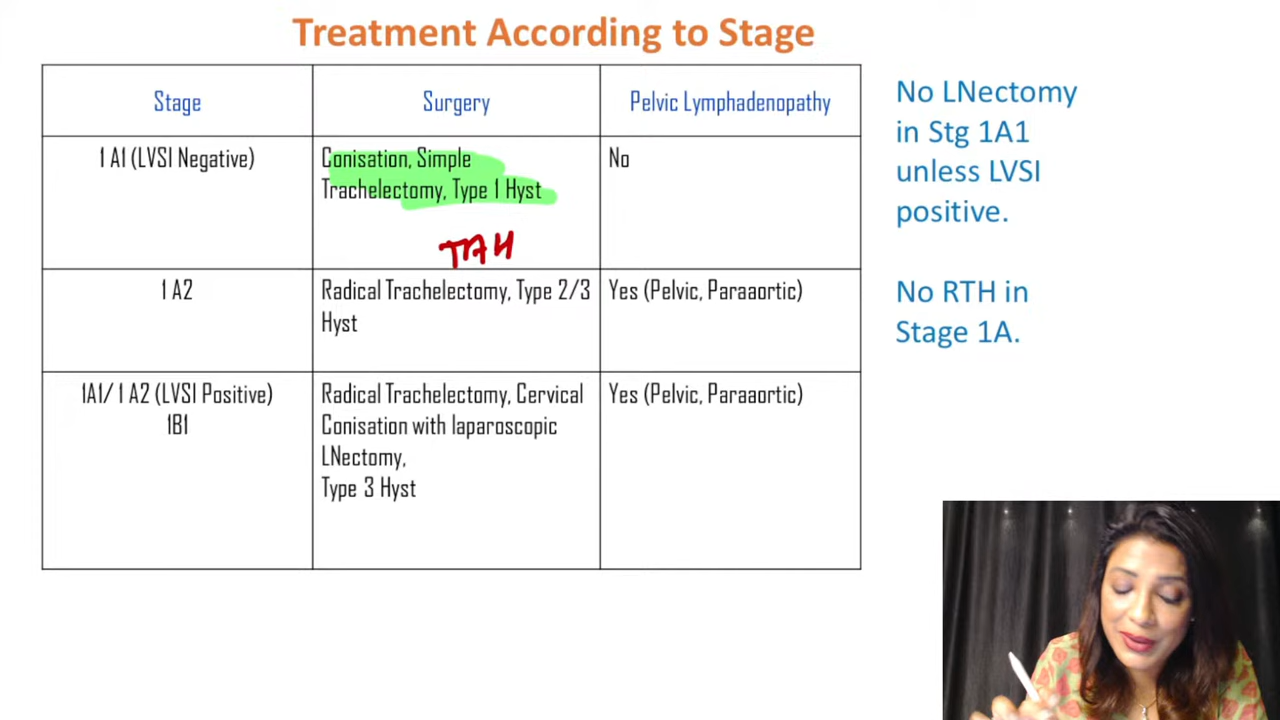 Treatment According to Stage
Stage
Surgery
Pelvic Lymphadenopathy
1 A1 (LVSI Negative)
Conisation, Simple
Trachelectomy, Type 1 Hyst
TAH
No
1 A2
Radical Trachelectomy, Type 2/3
Hyst
Yes (Pelvic, Paraaortic)
1A1/ 1 A2 (LVSI Positive)
1B1
Radical Trachelectomy, Cervical
Conisation with laparoscopic
LNectomy,
Type 3 Hyst
Yes (Pelvic, Paraaortic)
No LNectomy
in Stg 1A1
unless LVSI
positive.
No RTH in
Stage 1A.